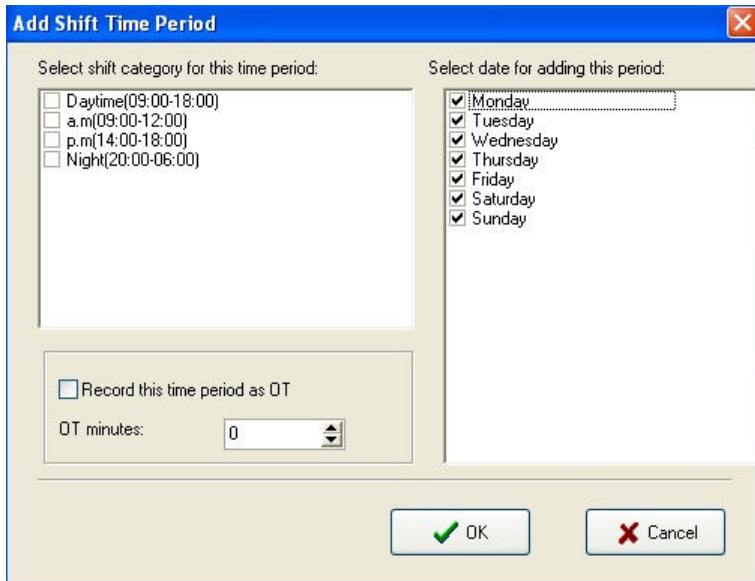 Add Shift Time Period
Select shift category for this time period:
Daytime(09:00-18:00)
a.m(09:00-12:00)
p.m(14:00-18:00)
Night(20:00-06:00)
Record this time period as OT
OT minutes:
0
Select date for adding this period:
Monday
Tuesday
Wednesday
Thursday
Friday
Saturday
Sunday
OK
Cancel